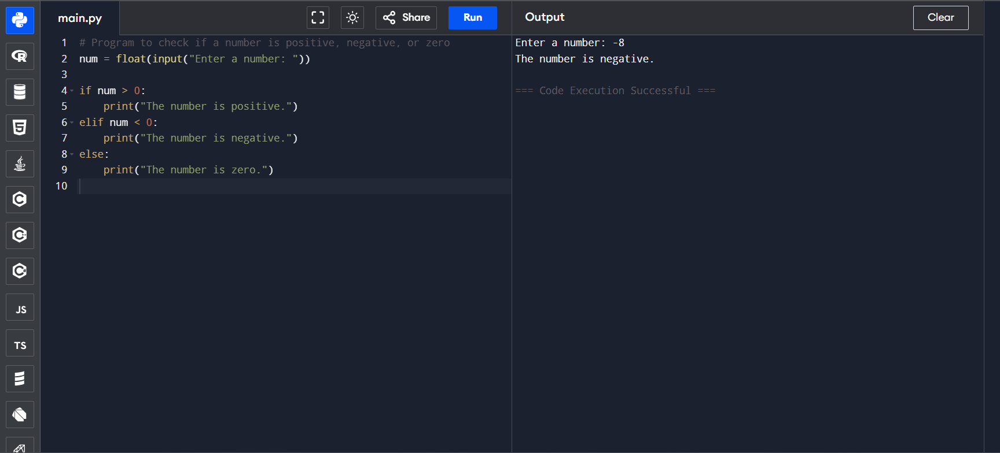 main.py
Share
Run
Output
Clear
1 # Program to check if a number is positive, negative, or zero
2 num = float(input("Enter a number: "))
3
4 if num > 0:
5     print("The number is positive.")
6 elif num < 0:
7     print("The number is negative.")
8 else:
9     print("The number is zero.")
10
Enter a number: -8
The number is negative.
=== Code Execution Successful ===
R
5
C
C++
C#
JS
TS